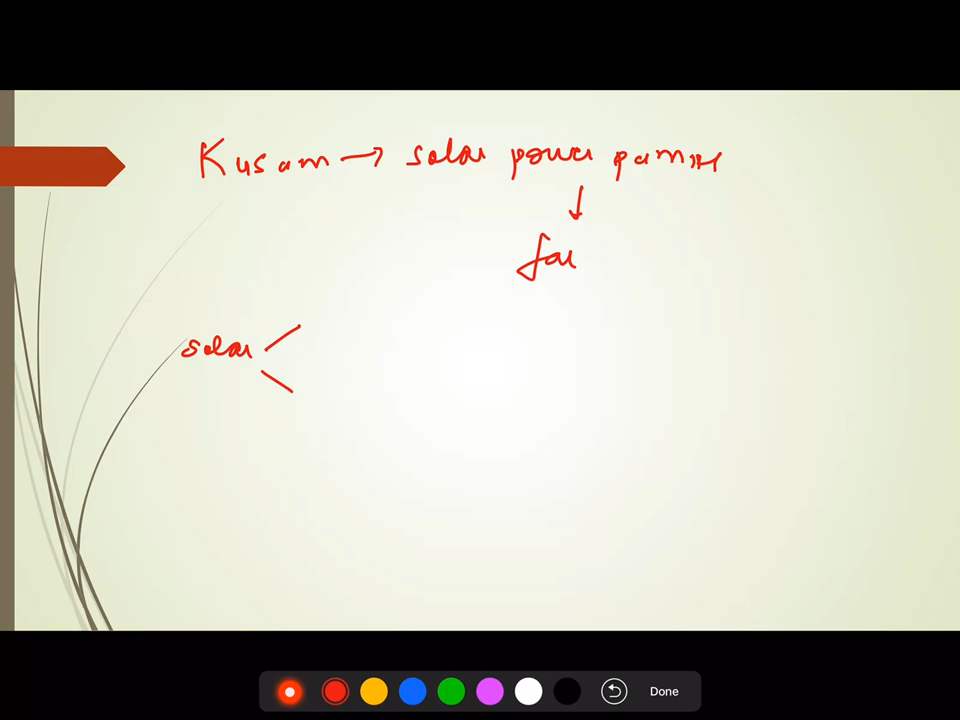 Kusam → solar power pump
↓
far
solar <
Done